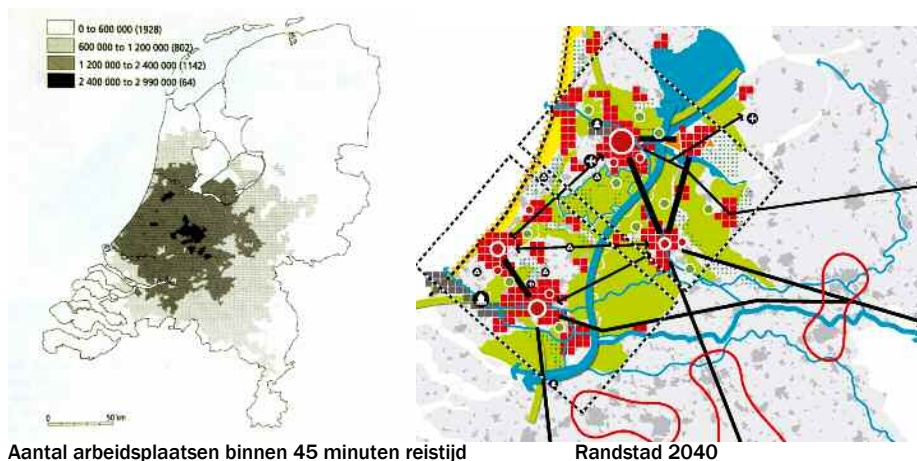 0 to 600 000 (1928)
600 000 to 1 200 000 (802)
1 200 000 to 2 400 000 (1142)
2 400 000 to 2 990 000 (64)
0 50 km
Aantal arbeidsplaatsen binnen 45 minuten reistijd
Randstad 2040